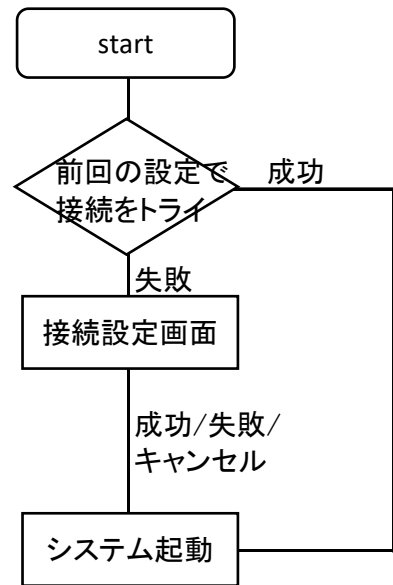 start
前回の設定で
接続をトライ
成功
失敗
接続設定画面
成功/失敗/
キャンセル
システム起動